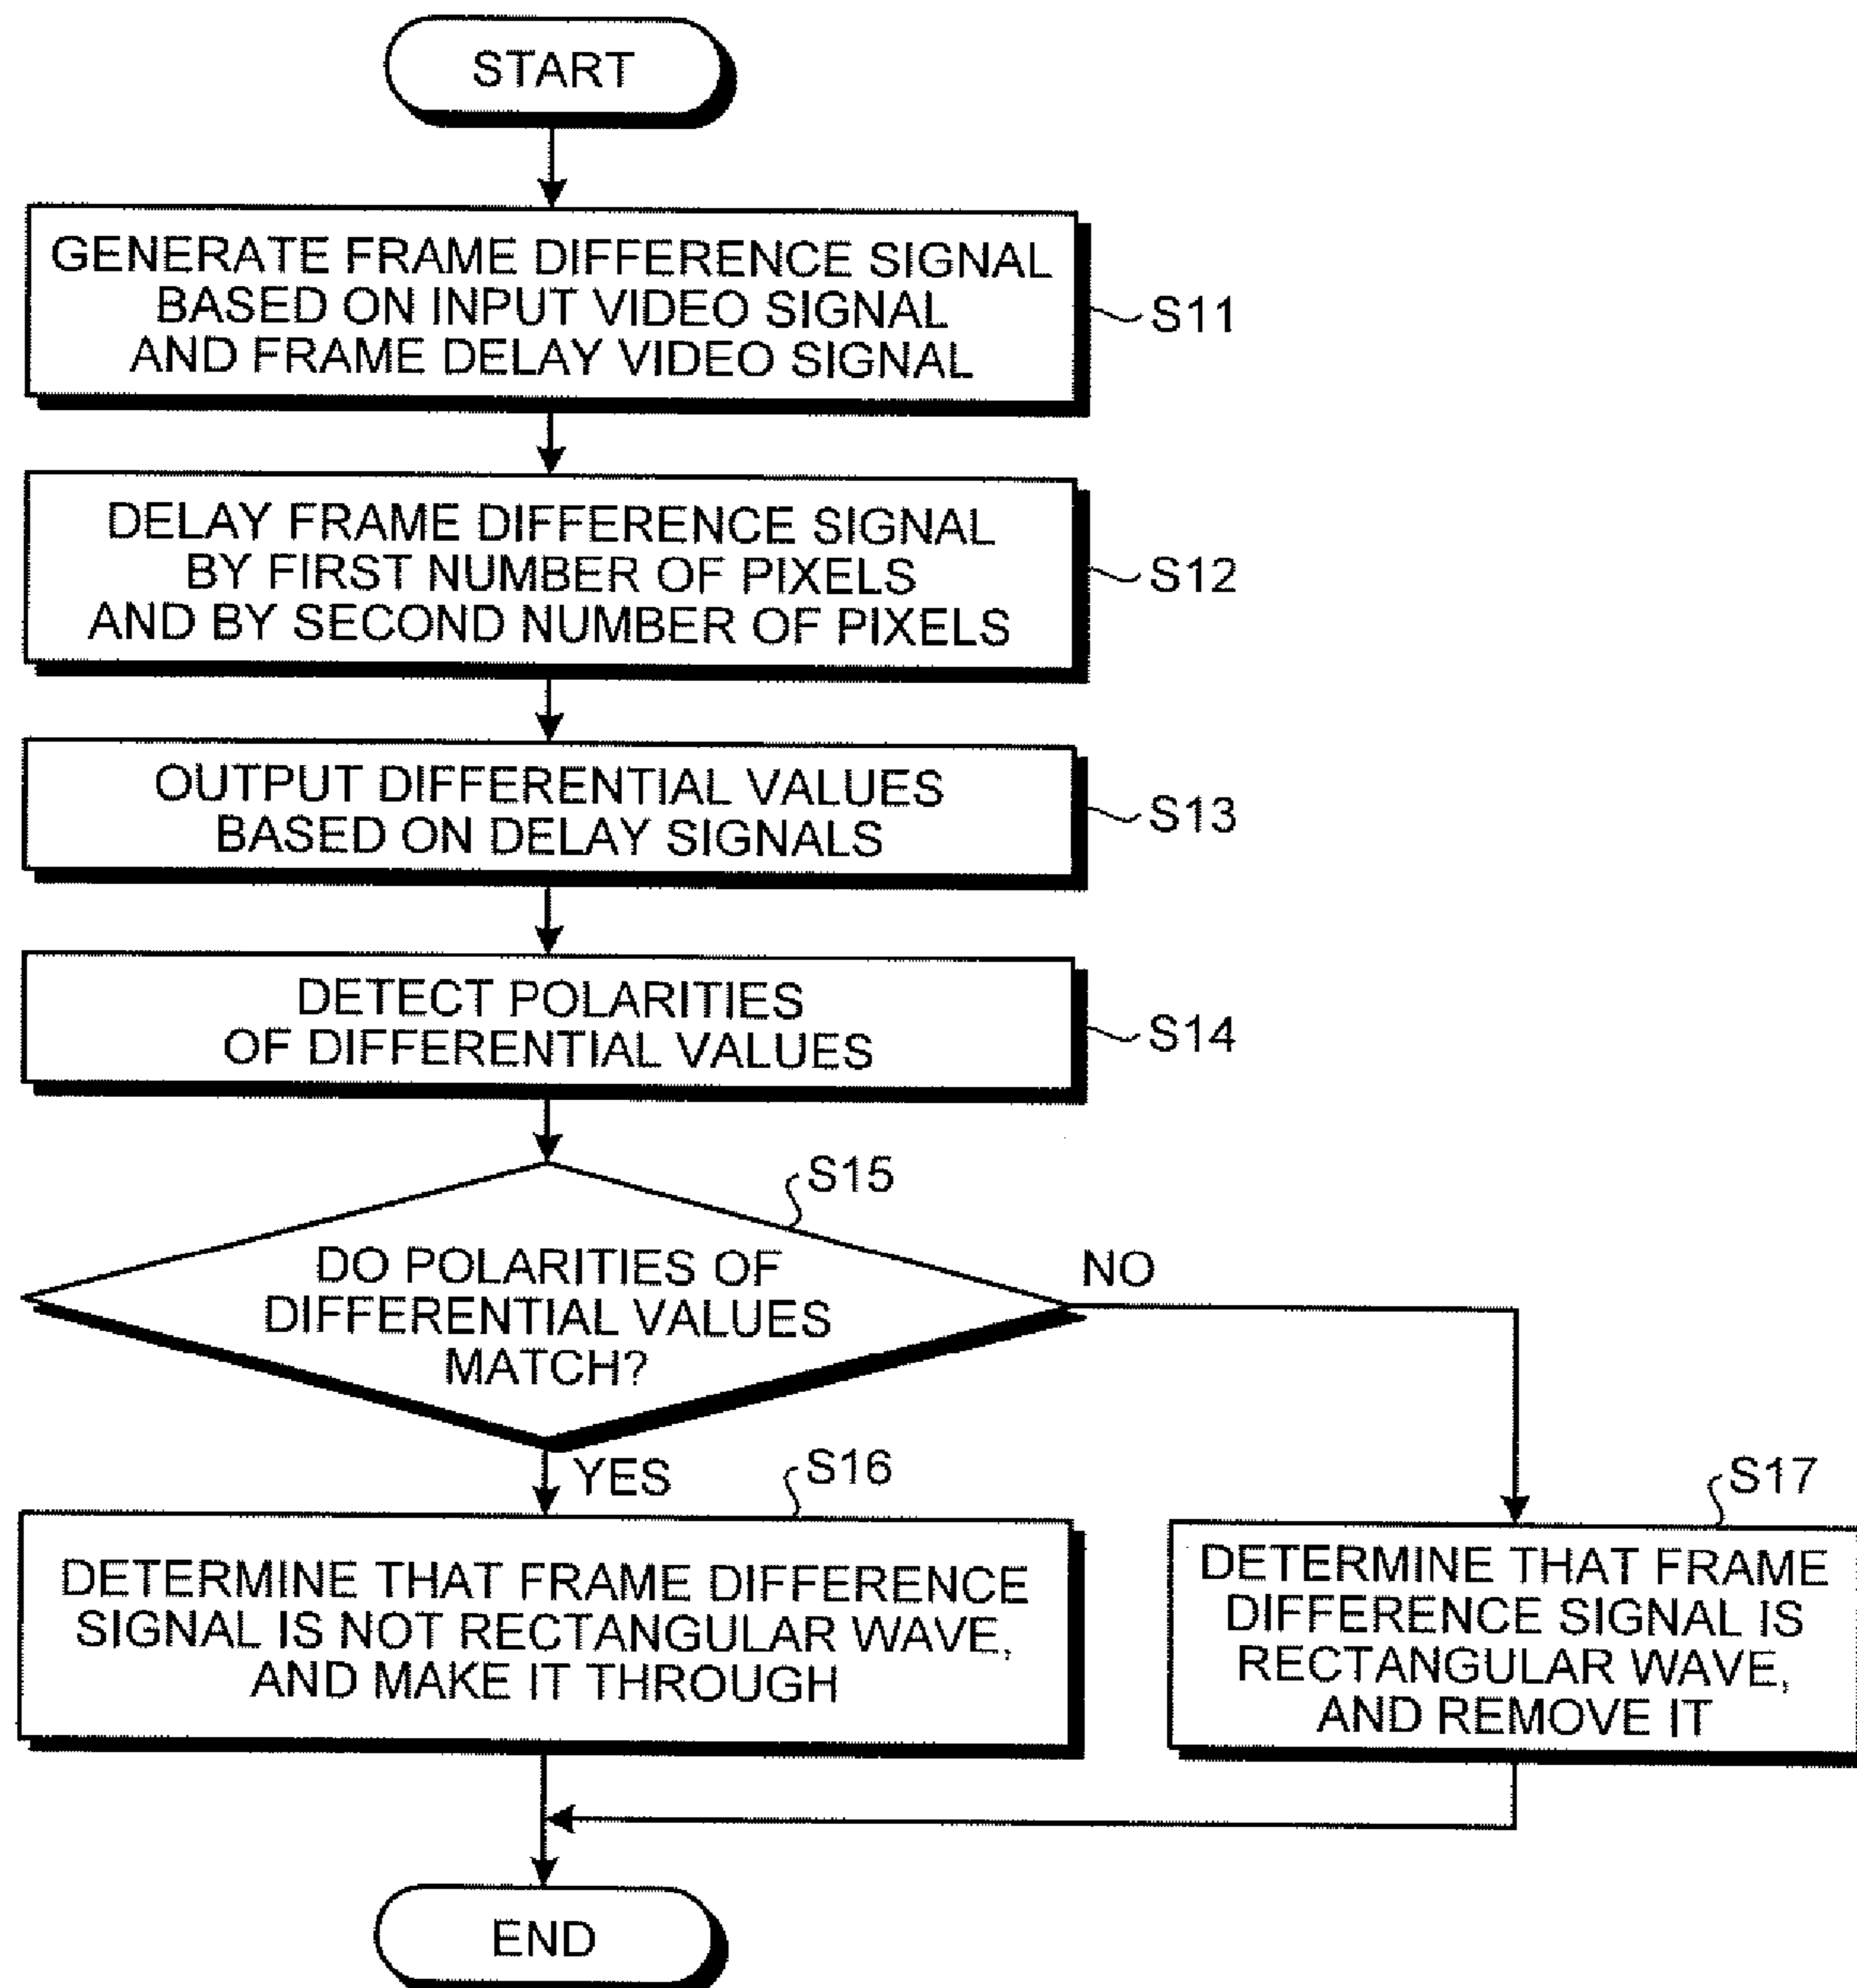 START
GENERATE FRAME DIFFERENCE SIGNAL
BASED ON INPUT VIDEO SIGNAL
AND FRAME DELAY VIDEO SIGNAL
S11
DELAY FRAME DIFFERENCE SIGNAL
BY FIRST NUMBER OF PIXELS
AND BY SECOND NUMBER OF PIXELS
S12
OUTPUT DIFFERENTIAL VALUES
BASED ON DELAY SIGNALS
S13
DETECT POLARITIES
OF DIFFERENTIAL VALUES
S14
S15
DO POLARITIES OF
DIFFERENTIAL VALUES
MATCH?
NO
YES
S16
DETERMINE THAT FRAME DIFFERENCE
SIGNAL IS NOT RECTANGULAR WAVE,
AND MAKE IT THROUGH
S17
DETERMINE THAT FRAME
DIFFERENCE SIGNAL IS
RECTANGULAR WAVE,
AND REMOVE IT
END